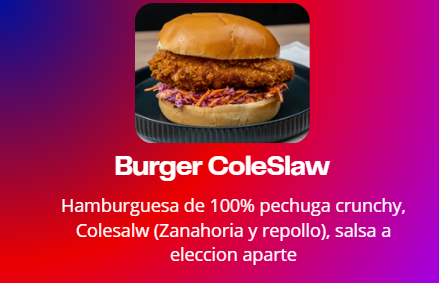 Burger ColeSlaw
Hamburguesa de 100% pechuga crunchy,
Colesalw (Zanahoria y repollo), salsa a
eleccion aparte